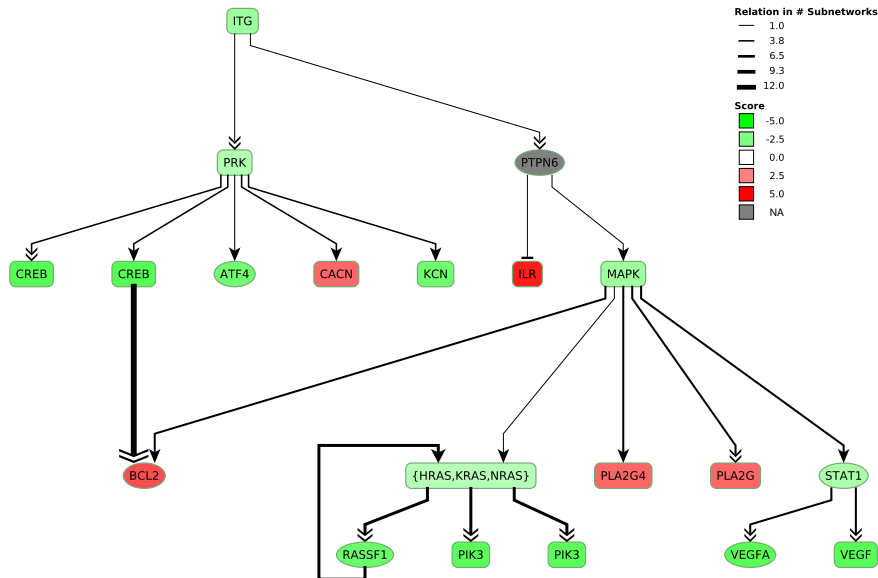 Relation in # Subnetworks
1.0
3.8
6.5
9.3
12.0
Score
-5.0
-2.5
0.0
2.5
5.0
NA
ITG
PRK
PTPN6
CREB
CREB
ATF4
CACN
KCN
ILR
MAPK
BCL2
{HRAS,KRAS,NRAS}
PLA2G4
PLA2G
STAT1
RASSF1
PIK3
PIK3
VEGFA
VEGF